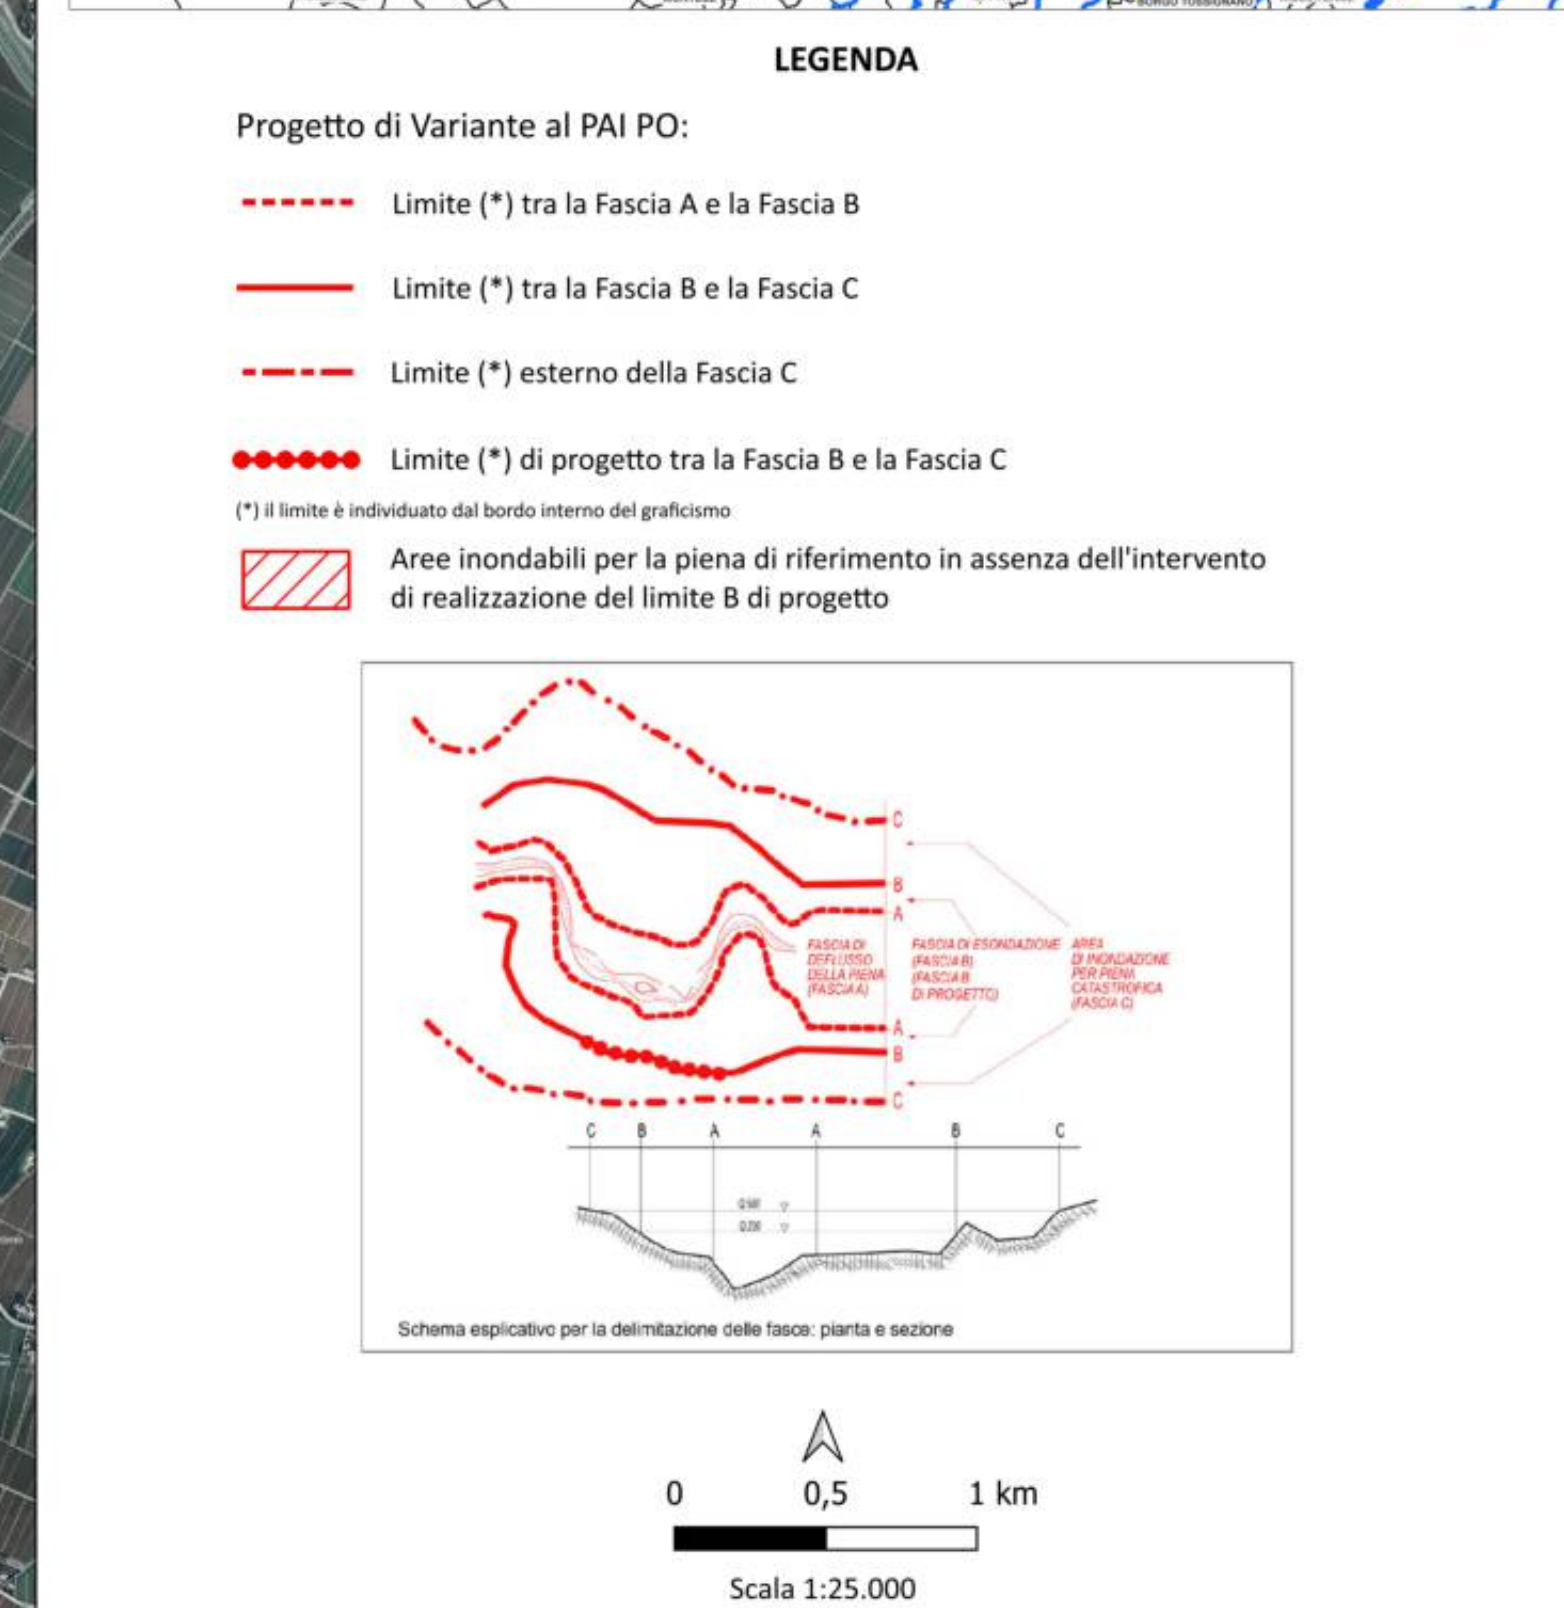 BORGO TOSSIGNANO
LEGENDA
Progetto di Variante al PAI PO:
Limite (*) tra la Fascia A e la Fascia B
Limite (*) tra la Fascia B e la Fascia C
Limite (*) esterno della Fascia C
Limite (*) di progetto tra la Fascia B e la Fascia C
(*) il limite è individuato dal bordo interno del graficismo
Aree inondabili per la piena di riferimento in assenza dell'intervento
di realizzazione del limite B di progetto
C
B
A
FASCIA DI
DEFLUSSO
DELLA PIENA
(FASCIA A)
FASCIA DI ESONDAZIONE
(FASCIA B)
(FASCIA B
DI PROGETTO)
AREA
DI INONDAZIONE
PER PIENA
CATASTROFICA
(FASCIA C)
A
B
C
C B A A B C
Schema esplicativo per la delimitazione delle fasce: pianta e sezione
0 0,5 1 km
Scala 1:25.000